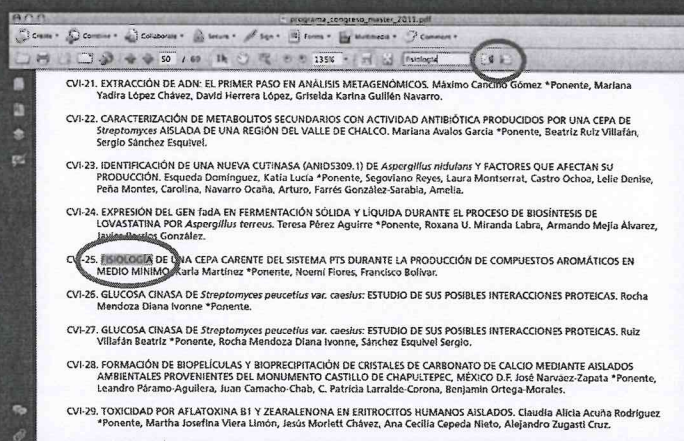 programa_congreso_master_2011.pdf
Create Combine Collaborate Secure Sign Forms Multimedia Comment
50 / 60 135% fisiologia
CVI-21. EXTRACCIÓN DE ADN: EL PRIMER PASO EN ANÁLISIS METAGENÓMICOS. Máximo Cancino Gómez *Ponente, Mariana
Yadira López Chávez, David Herrera López, Griselda Karina Guillén Navarro.
CVI-22. CARACTERIZACIÓN DE METABOLITOS SECUNDARIOS CON ACTIVIDAD ANTIBIÓTICA PRODUCIDOS POR UNA CEPA DE
Streptomyces AISLADA DE UNA REGIÓN DEL VALLE DE CHALCO. Mariana Avalos García *Ponente, Beatriz Ruiz Villafán,
Sergio Sánchez Esquivel.
CVI-23. IDENTIFICACIÓN DE UNA NUEVA CUTINASA (ANID5309.1) DE Aspergillus nidulans Y FACTORES QUE AFECTAN SU
PRODUCCIÓN. Esqueda Domínguez, Katia Lucía *Ponente, Segoviano Reyes, Laura Montserrat, Castro Ochoa, Lelie Denise,
Peña Montes, Carolina, Navarro Ocaña, Arturo, Farrés González-Sarabia, Amelia.
CVI-24. EXPRESIÓN DEL GEN fadA EN FERMENTACIÓN SÓLIDA Y LÍQUIDA DURANTE EL PROCESO DE BIOSÍNTESIS DE
LOVASTATINA POR Aspergillus terreus. Teresa Pérez Aguirre *Ponente, Roxana U. Miranda Labra, Armando Mejía Álvarez,
Javier Barrios González.
CVI-25. FISIOLOGÍA DE UNA CEPA CARENTE DEL SISTEMA PTS DURANTE LA PRODUCCIÓN DE COMPUESTOS AROMÁTICOS EN
MEDIO MINIMO. Karla Martínez *Ponente, Noemí Flores, Francisco Bolivar.
CVI-26. GLUCOSA CINASA DE Streptomyces peucetius var. caesius: ESTUDIO DE SUS POSIBLES INTERACCIONES PROTEICAS. Rocha
Mendoza Diana Ivonne *Ponente.
CVI-27. GLUCOSA CINASA DE Streptomyces peucetius var. caesius: ESTUDIO DE SUS POSIBLES INTERACCIONES PROTEICAS. Ruiz
Villafán Beatriz *Ponente, Rocha Mendoza Diana Ivonne, Sánchez Esquivel Sergio.
CVI-28. FORMACIÓN DE BIOPELÍCULAS Y BIOPRECIPITACIÓN DE CRISTALES DE CARBONATO DE CALCIO MEDIANTE AISLADOS
AMBIENTALES PROVENIENTES DEL MONUMENTO CASTILLO DE CHAPULTEPEC, MÉXICO D.F. José Narváez-Zapata *Ponente,
Leandro Páramo-Aguilera, Juan Camacho-Chab, C. Patricia Larralde-Corona, Benjamín Ortega-Morales.
CVI-29. TOXICIDAD POR AFLATOXINA B1 Y ZEARALENONA EN ERITROCITOS HUMANOS AISLADOS. Claudia Alicia Acuña Rodríguez
*Ponente, Martha Josefina Viera Limón, Jesús Morlett Chávez, Ana Cecilia Cepeda Nieto, Alejandro Zugasti Cruz.